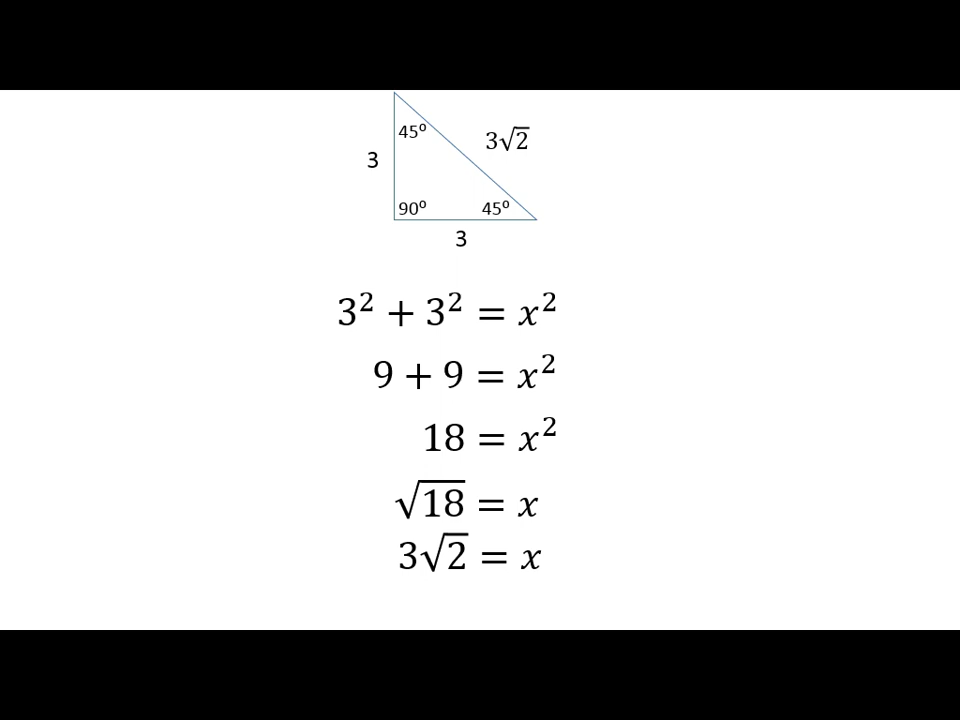 45º
3√2
3
90º
45º
3
3² + 3² = x²
9 + 9 = x²
18 = x²
√18 = x
3√2 = x